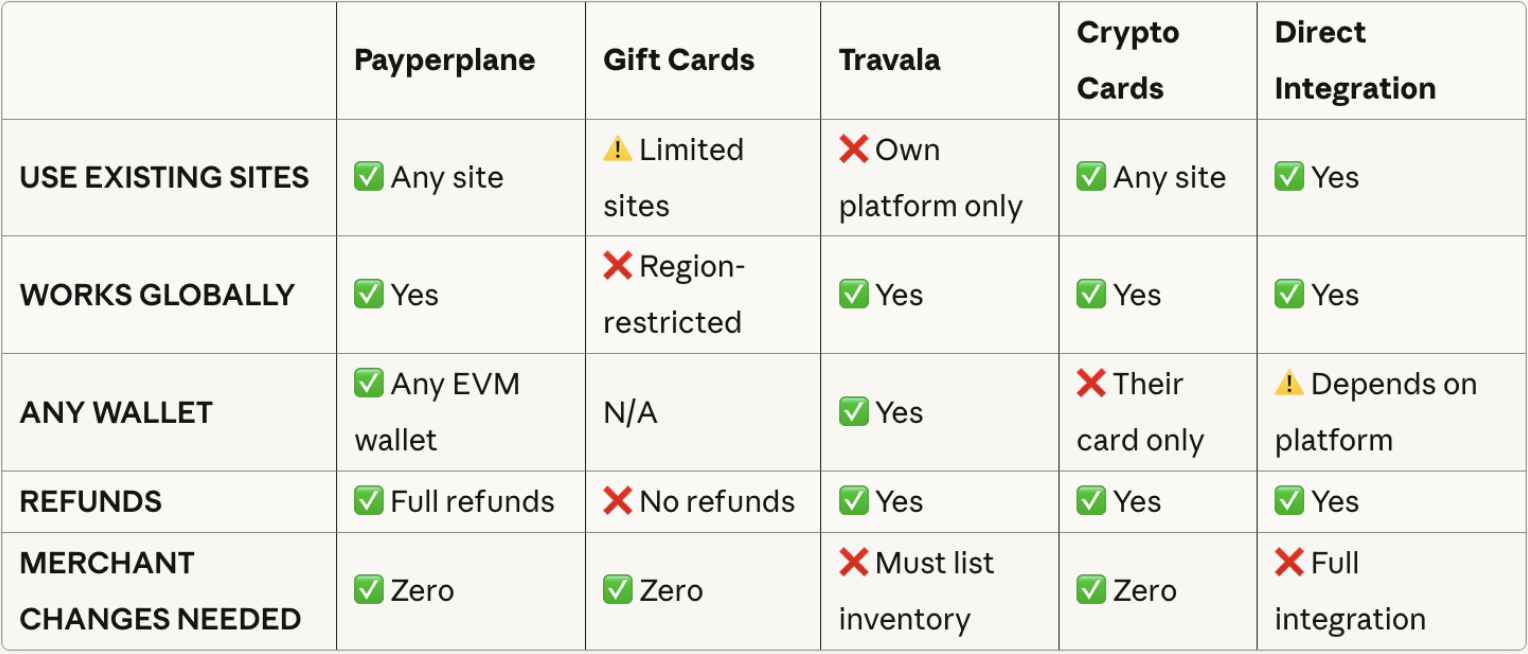 Payperplane Gift Cards Travala Crypto Cards Direct Integration
USE EXISTING SITES ✅ Any site ⚠️ Limited sites ❌ Own platform only ✅ Any site ✅ Yes
WORKS GLOBALLY ✅ Yes ❌ Region-restricted ✅ Yes ✅ Yes ✅ Yes
ANY WALLET ✅ Any EVM wallet N/A ✅ Yes ❌ Their card only ⚠️ Depends on platform
REFUNDS ✅ Full refunds ❌ No refunds ✅ Yes ✅ Yes ✅ Yes
MERCHANT CHANGES NEEDED ✅ Zero ✅ Zero ❌ Must list inventory ✅ Zero ❌ Full integration